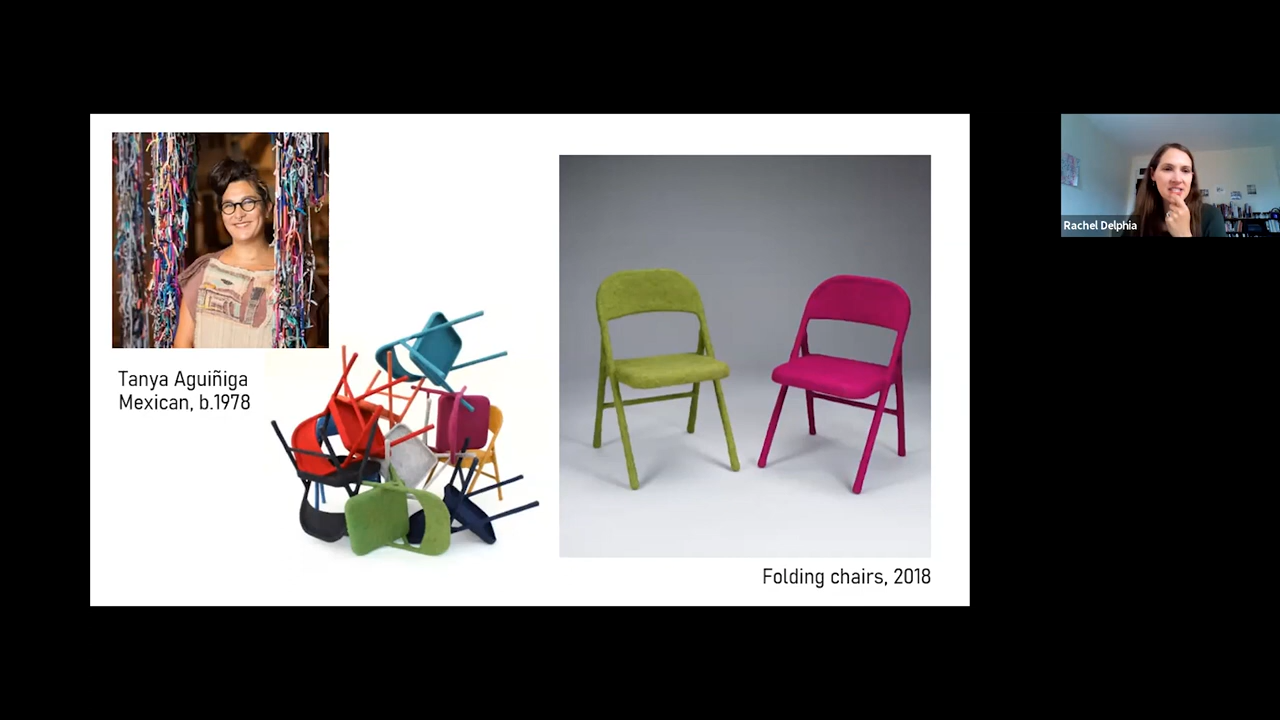 Tanya Aguiñiga
Mexican, b.1978
Folding chairs, 2018
Rachel Delphia